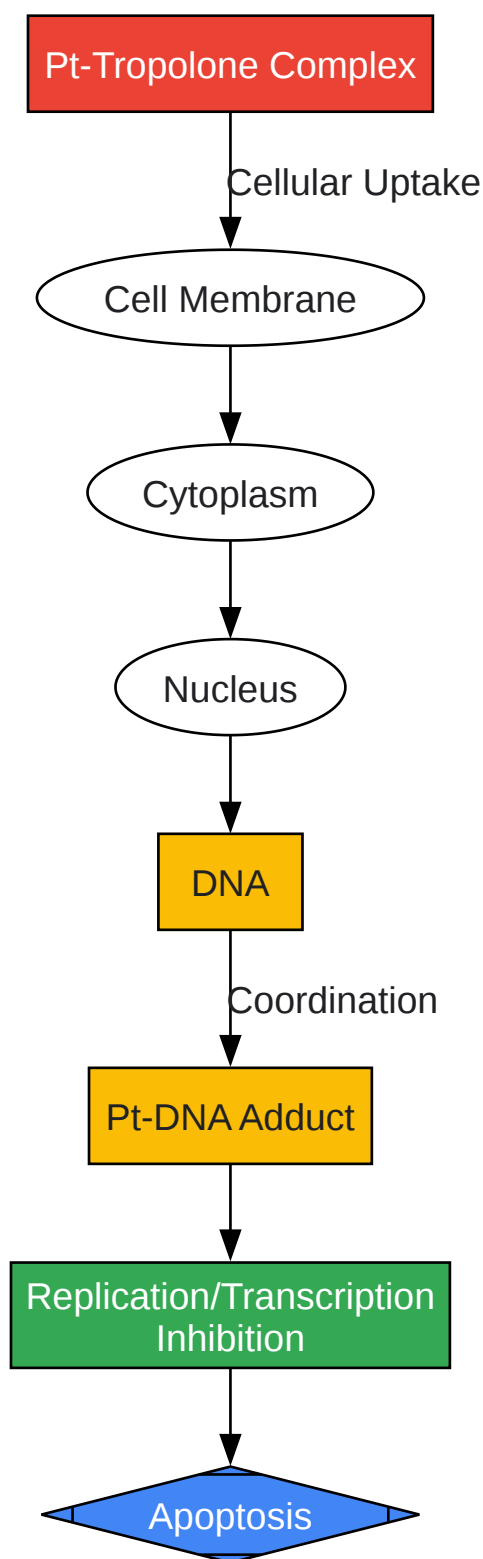 Pt-Tropolone Complex
Cellular Uptake
Cell Membrane
Cytoplasm
Nucleus
DNA
Coordination
Pt-DNA Adduct
Replication/Transcription
Inhibition
Apoptosis